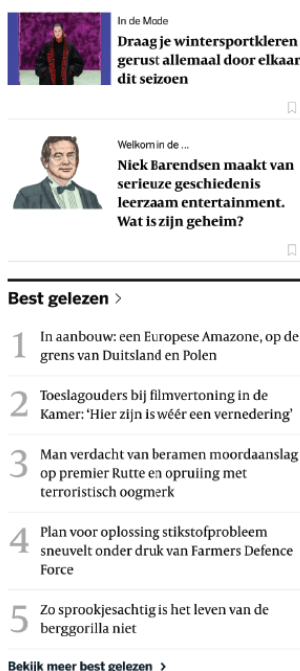 In de Mode
Draag je wintersportkleren
gerust allemaal door elkaar
dit seizoen
Welkom in de ...
Niek Barendsen maakt van
serieuze geschiedenis
leerzaam entertainment.
Wat is zijn geheim?
Best gelezen >
1 In aanbouw: een Europese Amazone, op de
grens van Duitsland en Polen
2 Toeslagouders bij filmvertoning in de
Kamer: ‘Hier zijn is wéér een vernedering’
3 Man verdacht van beramen moordaanslag
op premier Rutte en opruiing met
terroristisch oogmerk
4 Plan voor oplossing stikstofprobleem
sneuvelt onder druk van Farmers Defence
Force
5 Zo sprookjesachtig is het leven van de
berggorilla niet
Bekijk meer best gelezen >